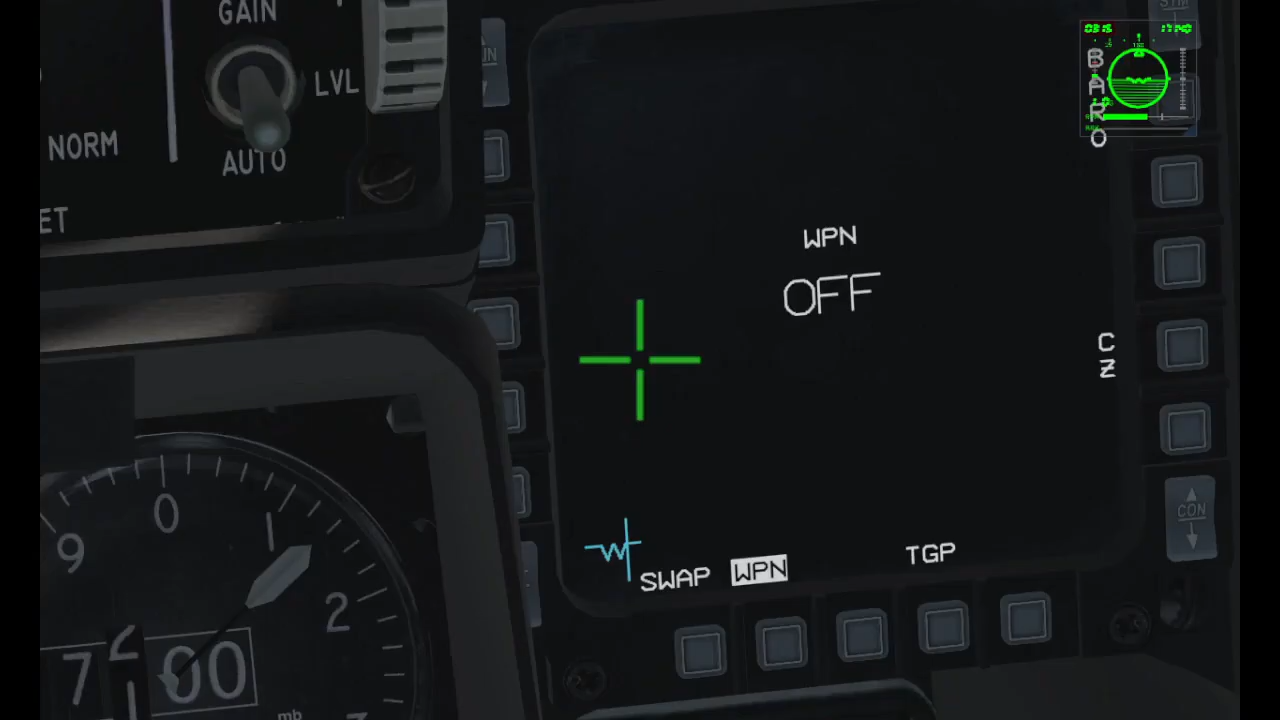 GAIN
LVL
NORM
AUTO
ET
WPN
OFF
BARO
CZ
CON
SWAP
WPN
TGP
9
0
1
2
7
00
mb